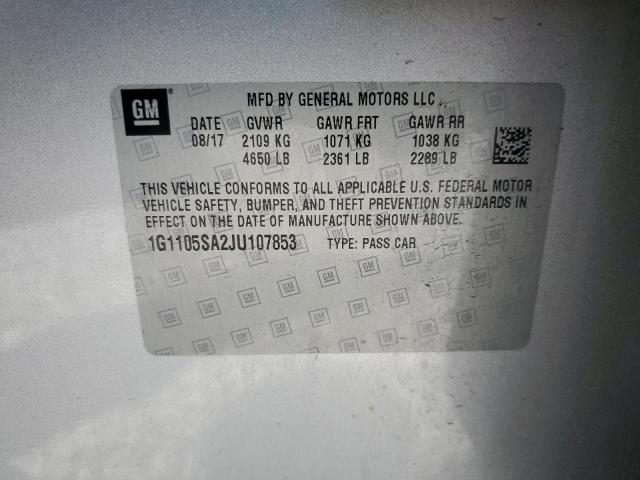 GM ® MFD BY GENERAL MOTORS LLC
DATE GVWR GAWR FRT GAWR RR
08/17 2109 KG 1071 KG 1038 KG
4650 LB 2361 LB 2289 LB
THIS VEHICLE CONFORMS TO ALL APPLICABLE U.S. FEDERAL MOTOR
VEHICLE SAFETY, BUMPER, AND THEFT PREVENTION STANDARDS IN
EFFECT ON THE DATE OF MANUFACTURE SHOWN ABOVE.
1G1105SA2JU107853 TYPE: PASS CAR